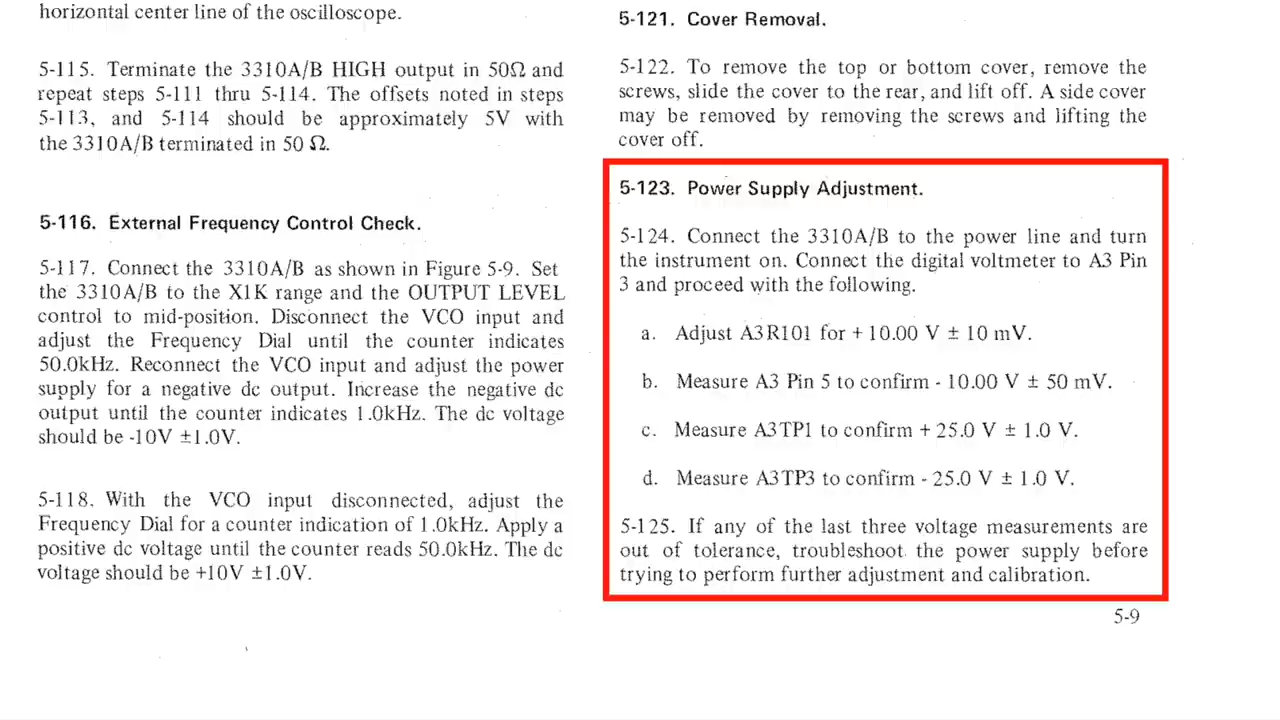 horizontal center line of the oscilloscope.
5-115. Terminate the 3310A/B HIGH output in 50Ω and
repeat steps 5-111 thru 5-114. The offsets noted in steps
5-113, and 5-114 should be approximately 5V with
the 3310A/B terminated in 50 Ω.
5-116. External Frequency Control Check.
5-117. Connect the 3310A/B as shown in Figure 5-9. Set
the 3310A/B to the X1K range and the OUTPUT LEVEL
control to mid-position. Disconnect the VCO input and
adjust the Frequency Dial until the counter indicates
50.0kHz. Reconnect the VCO input and adjust the power
supply for a negative dc output. Increase the negative dc
output until the counter indicates 1.0kHz. The dc voltage
should be -10V ±1.0V.
5-118. With the VCO input disconnected, adjust the
Frequency Dial for a counter indication of 1.0kHz. Apply a
positive dc voltage until the counter reads 50.0kHz. The dc
voltage should be +10V ±1.0V.
5-121. Cover Removal.
5-122. To remove the top or bottom cover, remove the
screws, slide the cover to the rear, and lift off. A side cover
may be removed by removing the screws and lifting the
cover off.
5-123. Power Supply Adjustment.
5-124. Connect the 3310A/B to the power line and turn
the instrument on. Connect the digital voltmeter to A3 Pin
3 and proceed with the following.
a. Adjust A3R101 for + 10.00 V ± 10 mV.
b. Measure A3 Pin 5 to confirm - 10.00 V ± 50 mV.
c. Measure A3TP1 to confirm + 25.0 V ± 1.0 V.
d. Measure A3TP3 to confirm - 25.0 V ± 1.0 V.
5-125. If any of the last three voltage measurements are
out of tolerance, troubleshoot the power supply before
trying to perform further adjustment and calibration.
5-9